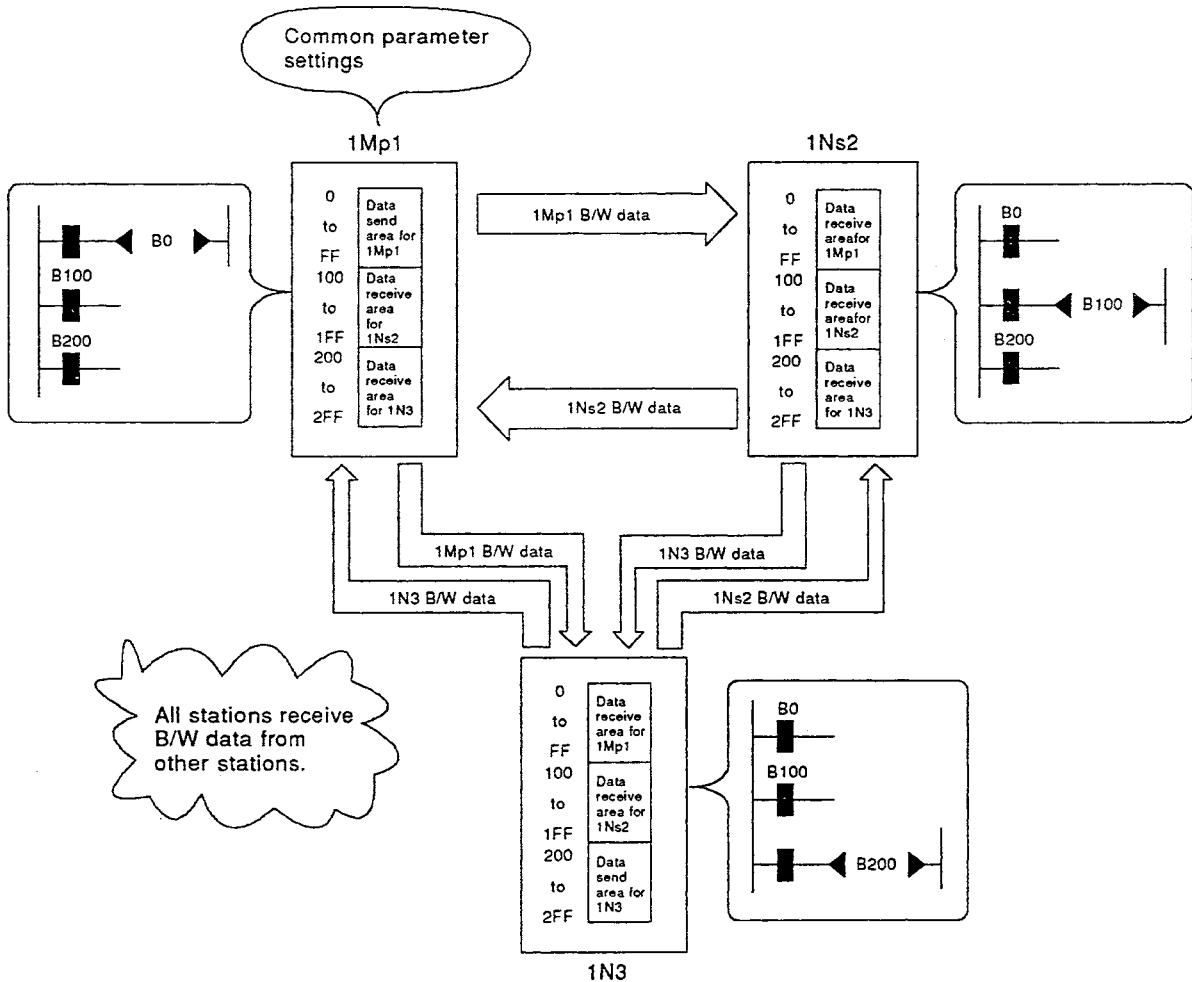 Common parameter
settings
1Mp1
0
to
FF
100
to
1FF
200
to
2FF
Data
send
area for
1Mp1
Data
receive
area
for
1Ns2
Data
receive
area
for 1N3
B0
B100
B200
1Mp1 B/W data
1Ns2 B/W data
1Ns2
0
to
FF
100
to
1FF
200
to
2FF
Data
receive
areafor
1Mp1
Data
receive
areafor
1Ns2
Data
receive
area
for 1N3
B0
B100
B200
1Mp1 B/W data
1N3 B/W data
1N3 B/W data
1Ns2 B/W data
All stations receive
B/W data from
other stations.
0
to
FF
100
to
1FF
200
to
2FF
Data
receive
area for
1Mp1
Data
receive
area for
1Ns2
Data
send
area for
1N3
1N3
B0
B100
B200